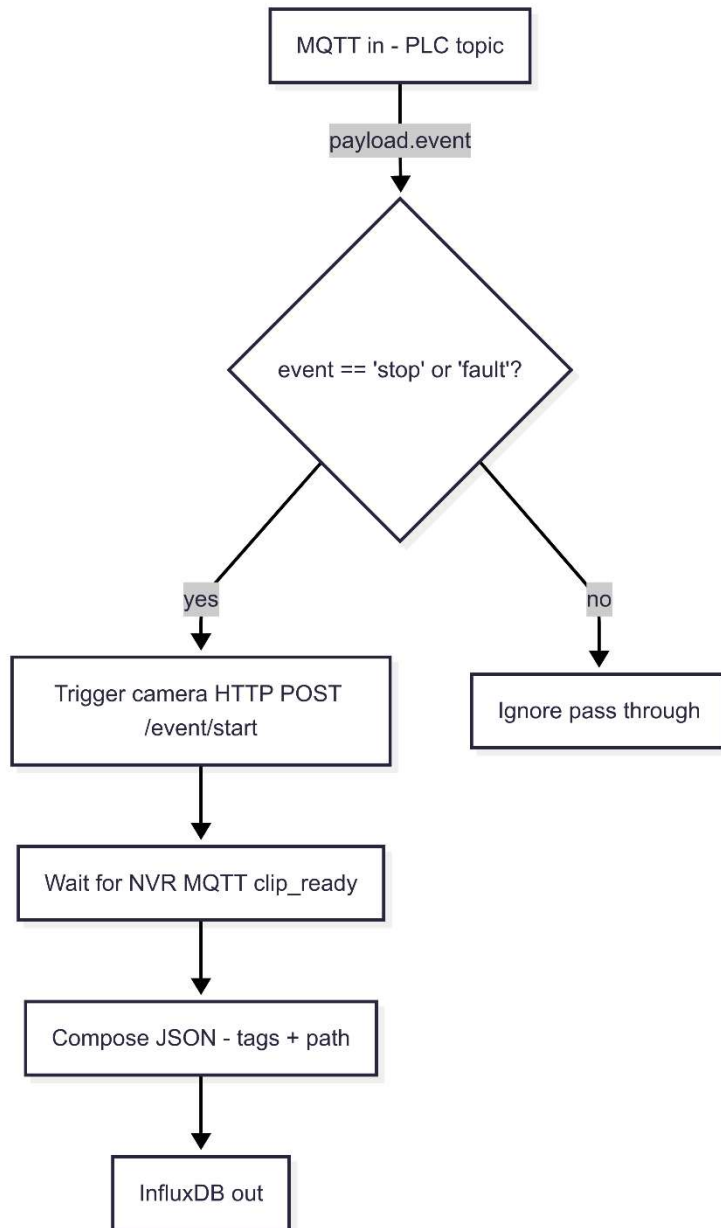 MQTT in - PLC topic
payload.event
event == 'stop' or 'fault'?
yes
no
Trigger camera HTTP POST
/event/start
Ignore pass through
Wait for NVR MQTT clip_ready
Compose JSON - tags + path
InfluxDB out